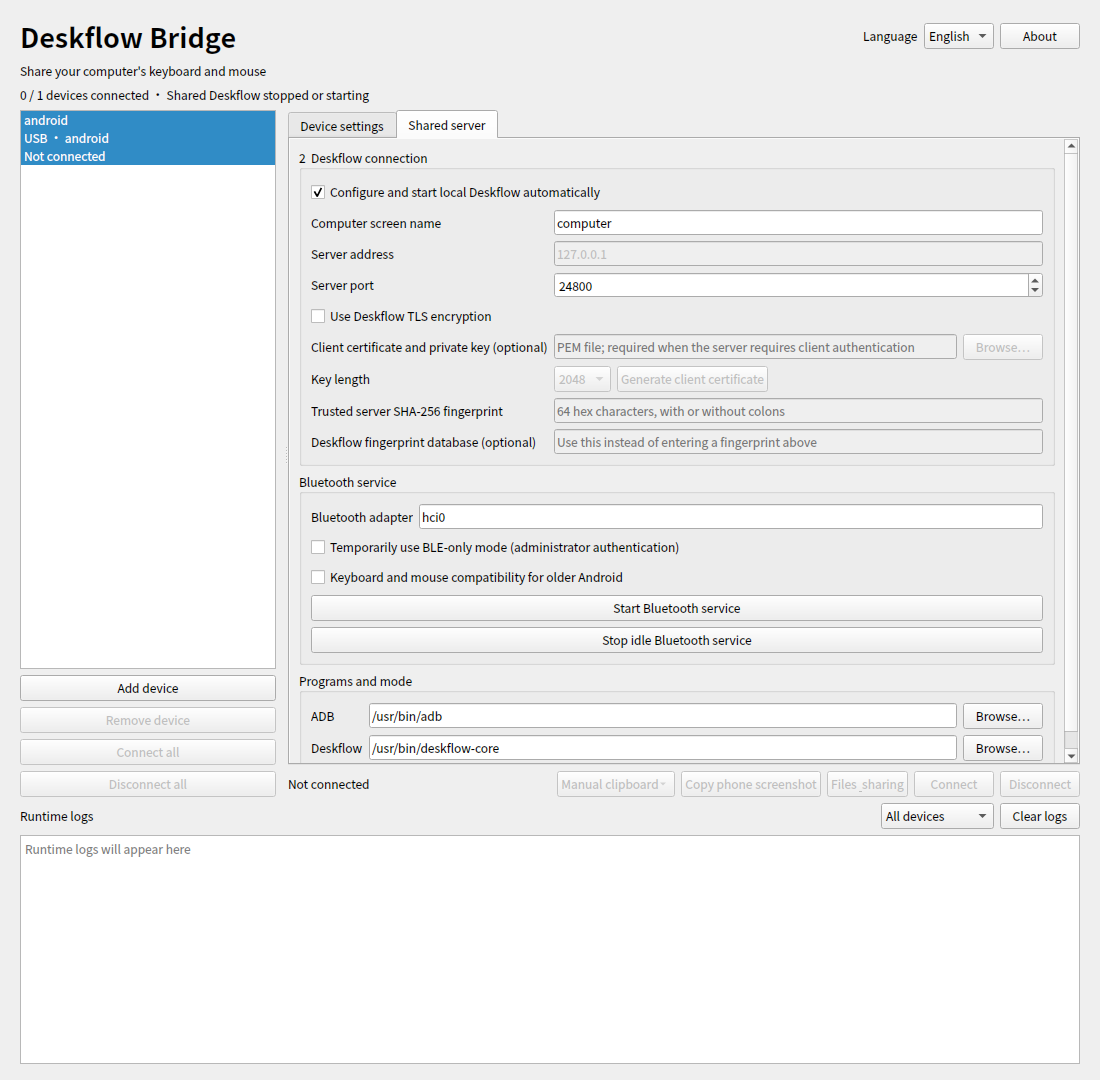 Deskflow Bridge
Language English About
Share your computer's keyboard and mouse
0 / 1 devices connected • Shared Deskflow stopped or starting
android
USB • android
Not connected
Add device
Remove device
Connect all
Disconnect all
Device settings Shared server
2 Deskflow connection
Configure and start local Deskflow automatically
Computer screen name computer
Server address 127.0.0.1
Server port 24800
Use Deskflow TLS encryption
Client certificate and private key (optional) PEM file; required when the server requires client authentication Browse...
Key length 2048 Generate client certificate
Trusted server SHA-256 fingerprint 64 hex characters, with or without colons
Deskflow fingerprint database (optional) Use this instead of entering a fingerprint above
Bluetooth service
Bluetooth adapter hci0
Temporarily use BLE-only mode (administrator authentication)
Keyboard and mouse compatibility for older Android
Start Bluetooth service
Stop idle Bluetooth service
Programs and mode
ADB /usr/bin/adb Browse...
Deskflow /usr/bin/deskflow-core Browse...
Not connected Manual clipboard Copy phone screenshot Files_sharing Connect Disconnect
Runtime logs All devices Clear logs
Runtime logs will appear here